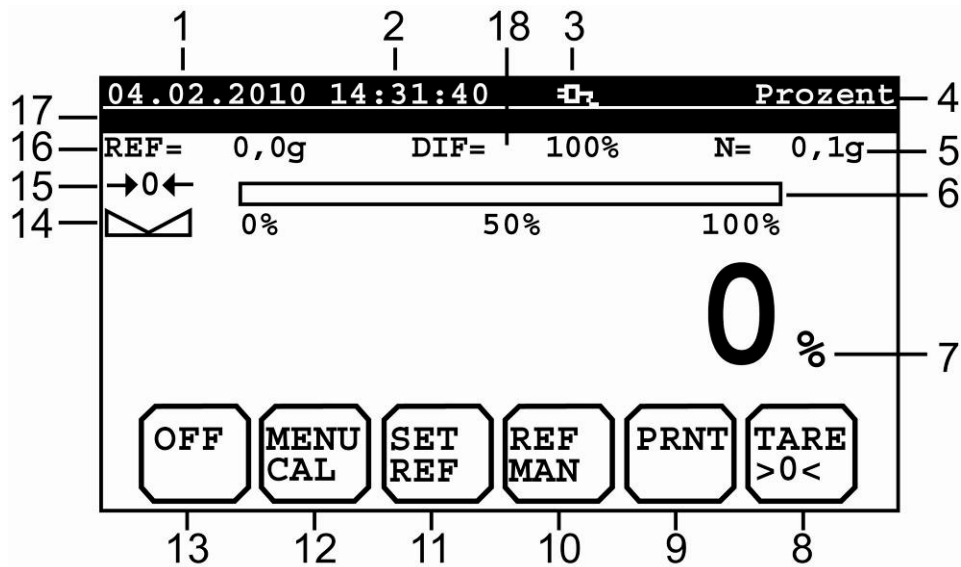 1 2 18 3
04.02.2010 14:31:40 Prozent 4
17
16 REF= 0,0g DIF= 100% N= 0,1g 5
15 →0← 6
14 0% 50% 100%
0 % 7
OFF MENU CAL SET REF REF MAN PRNT TARE >0<
13 12 11 10 9 8